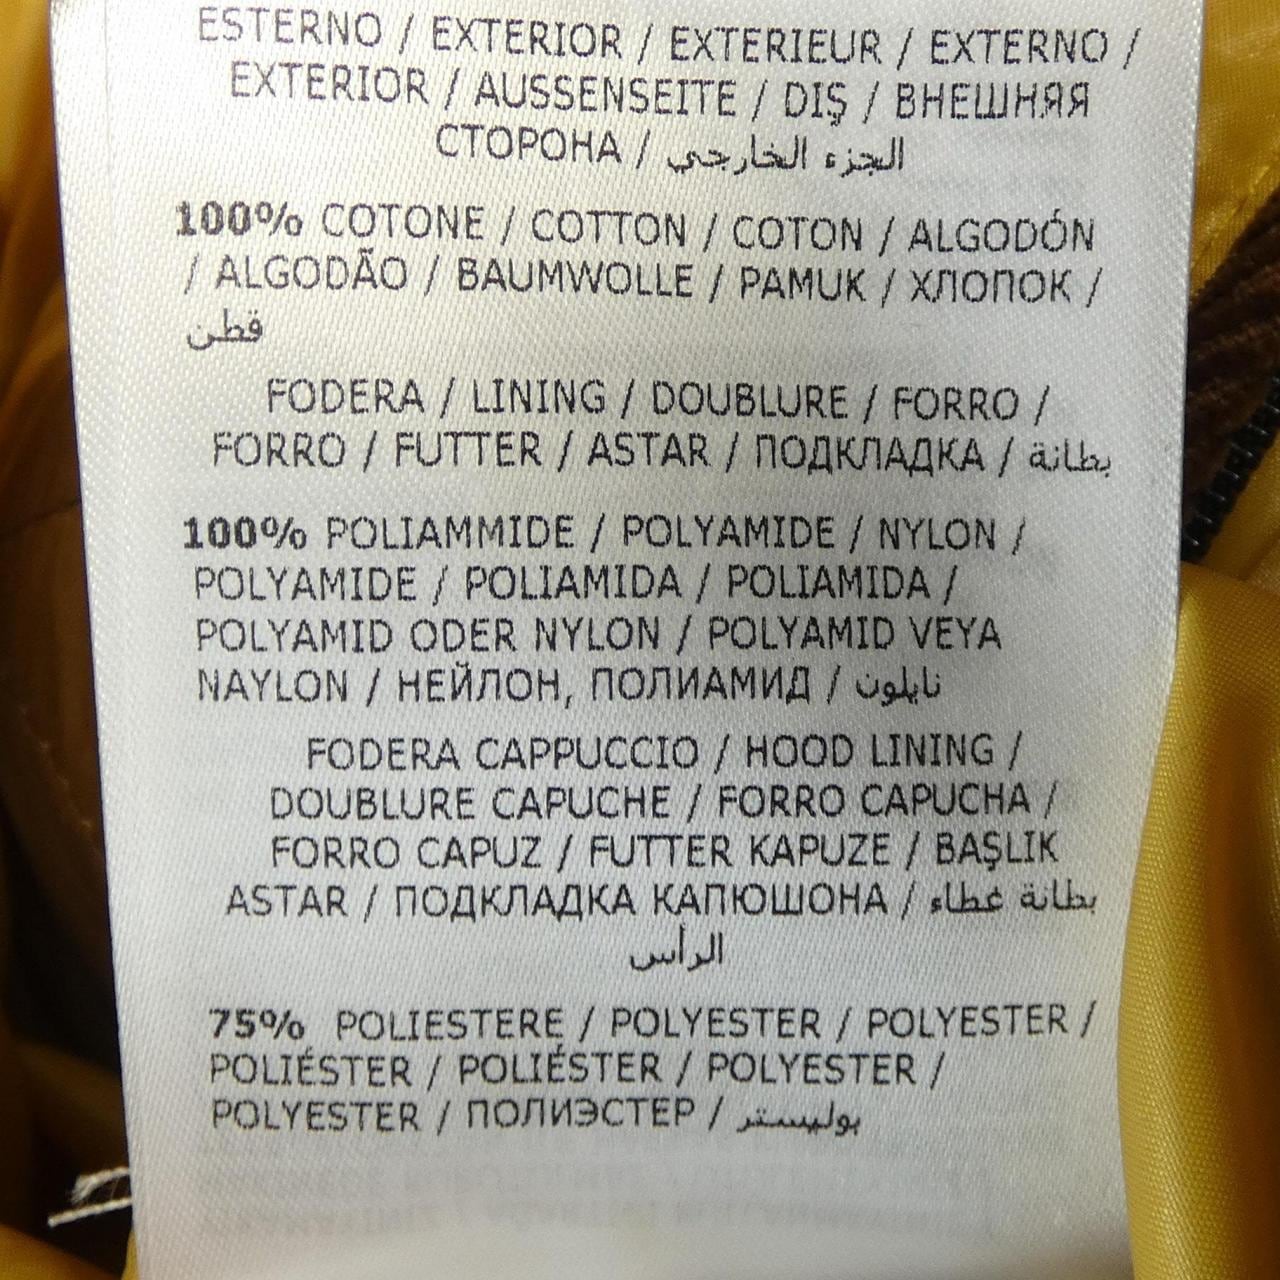 ESTERNO / EXTERIOR / EXTERIEUR / EXTERNO /
EXTERIOR / AUSSENSEITE / DIŞ / ВНЕШНЯЯ
СТОРОНА / الجزء الخارجي
100% COTONE / COTTON / COTON / ALGODÓN
/ ALGODÃO / BAUMWOLLE / PAMUK / ХЛОПОК /
قطن
FODERA / LINING / DOUBLURE / FORRO /
FORRO / FUTTER / ASTAR / ПОДКЛАДКА / بطانة
100% POLIAMMIDE / POLYAMIDE / NYLON /
POLYAMIDE / POLIAMIDA / POLIAMIDA /
POLYAMID ODER NYLON / POLYAMID VEYA
NAYLON / НЕЙЛОН, ПОЛИАМИД / نايلون
FODERA CAPPUCCIO / HOOD LINING /
DOUBLURE CAPUCHE / FORRO CAPUCHA /
FORRO CAPUZ / FUTTER KAPUZE / BAŞLIK
ASTAR / ПОДКЛАДКА КАПЮШОНА / بطانة غطاء
الرأس
75% POLIESTERE / POLYESTER / POLYESTER /
POLIÉSTER / POLIÉSTER / POLYESTER /
POLYESTER / ПОЛИЭСТЕР / بوليستر